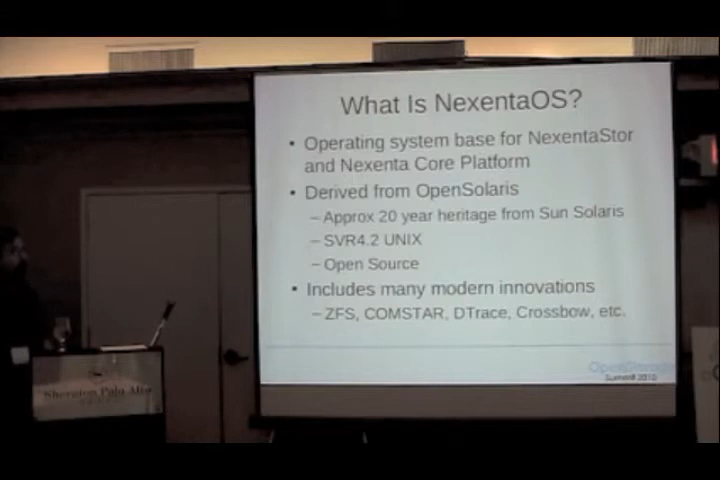 What Is NexentaOS?
• Operating system base for NexentaStor
and Nexenta Core Platform
• Derived from OpenSolaris
– Approx 20 year heritage from Sun Solaris
– SVR4.2 UNIX
– Open Source
• Includes many modern innovations
– ZFS, COMSTAR, DTrace, Crossbow, etc.
OpenStorage
Summit 2010
Sheraton Palo Alto